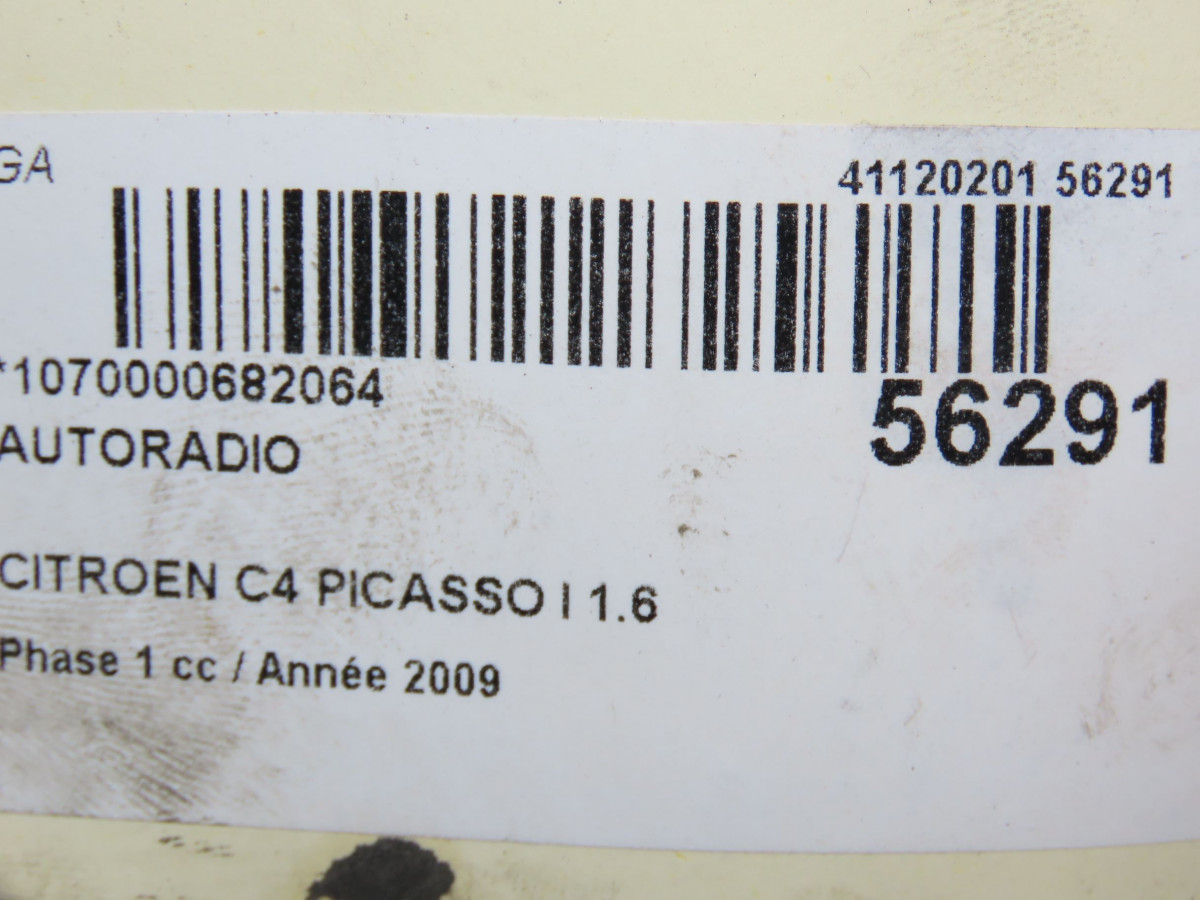 GA
41120201 56291
*1070000682064
56291
AUTORADIO
CITROEN C4 PICASSO I 1.6
Phase 1 cc / Année 2009